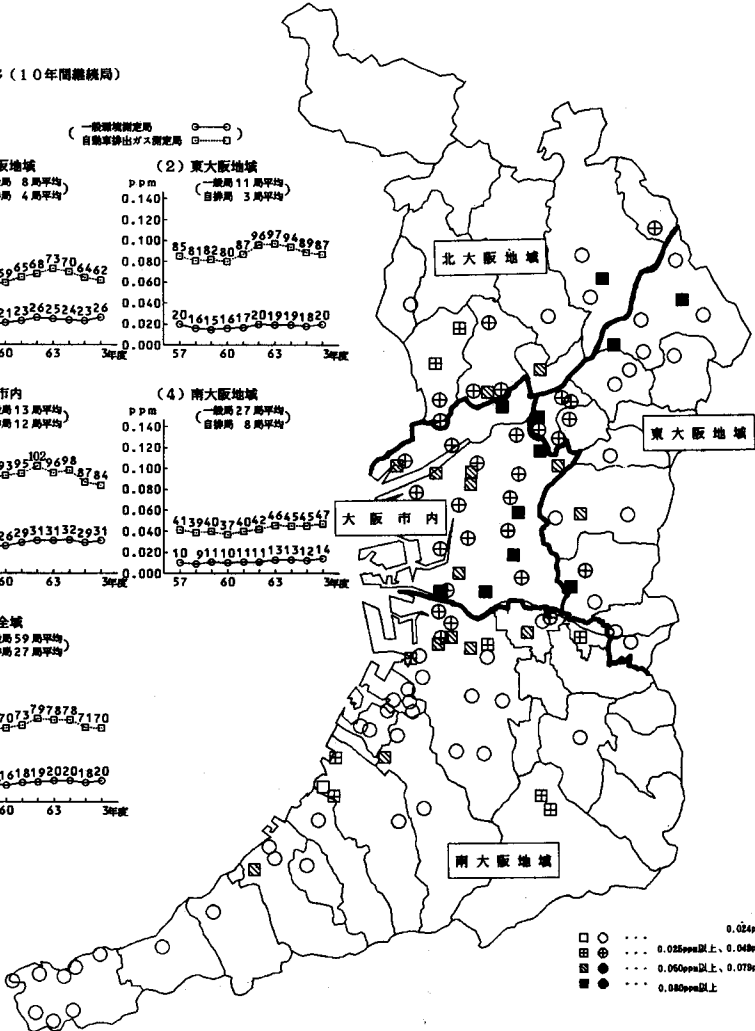 (10年間継続局)
一般環境測定局
自動車排出ガス測定局
阪地域
局 8局平均
局 4局平均
59 65 68 73 70 64 62
21 23 26 25 24 23 26
60 63 3年度
(2) 東大阪地域
一般局 11局平均
自排局 3局平均
ppm
0.140
0.120
0.100
0.080
0.060
0.040
0.020
0.000
85 81 82 80 87 96 97 94 89 87
20 16 15 16 17 20 19 19 18 20
57 60 63 3年度
市内
局 13局平均
局 12局平均
93 95 102 96 98 87 84
26 29 31 31 32 29 31
60 63 3年度
(4) 南大阪地域
一般局 27局平均
自排局 8局平均
ppm
0.140
0.120
0.100
0.080
0.060
0.040
0.020
0.000
41 39 40 37 40 42 46 45 45 47
10 9 11 10 11 11 13 13 12 14
57 60 63 3年度
全域
局 59局平均
局 27局平均
70 73 79 78 78 71 70
16 18 19 20 20 18 20
60 63 3年度
北大阪地域
東大阪地域
大阪市内
南大阪地域
・・・ 0.024p
・・・ 0.025ppm以上、
・・・ 0.050ppm以上、
・・・ 0.080ppm以上